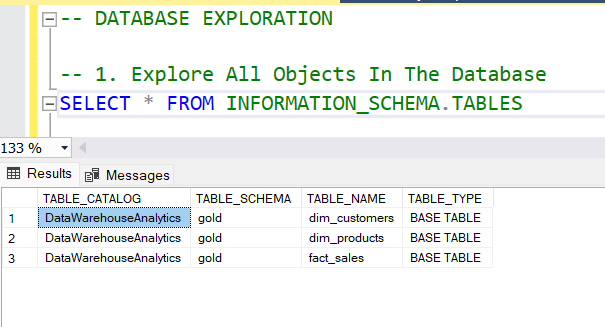 -- DATABASE EXPLORATION
-- 1. Explore All Objects In The Database
SELECT * FROM INFORMATION_SCHEMA.TABLES
133 %
Results Messages
TABLE_CATALOG TABLE_SCHEMA TABLE_NAME TABLE_TYPE
1 DataWarehouseAnalytics gold dim_customers BASE TABLE
2 DataWarehouseAnalytics gold dim_products BASE TABLE
3 DataWarehouseAnalytics gold fact_sales BASE TABLE